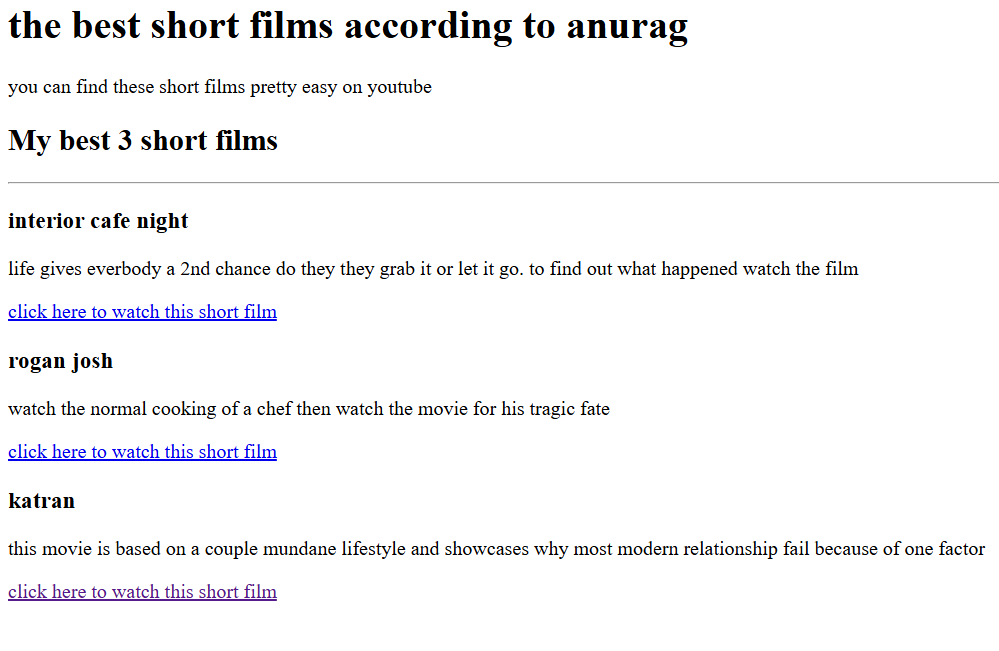 the best short films according to anurag
you can find these short films pretty easy on youtube
My best 3 short films
interior cafe night
life gives everbody a 2nd chance do they they grab it or let it go. to find out what happened watch the film
click here to watch this short film
rogan josh
watch the normal cooking of a chef then watch the movie for his tragic fate
click here to watch this short film
katran
this movie is based on a couple mundane lifestyle and showcases why most modern relationship fail because of one factor
click here to watch this short film